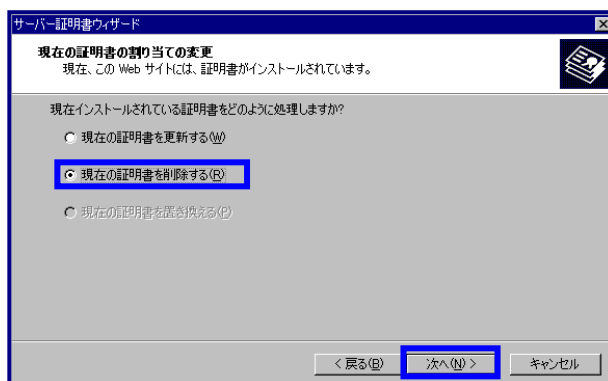 サーバー証明書ウィザード
現在の証明書の割り当ての変更
現在、この Web サイトには、証明書がインストールされています。
現在インストールされている証明書をどのように処理しますか?
現在の証明書を更新する(W)
現在の証明書を削除する(R)
現在の証明書を置き換える(P)
< 戻る(B) 次へ(N) > キャンセル